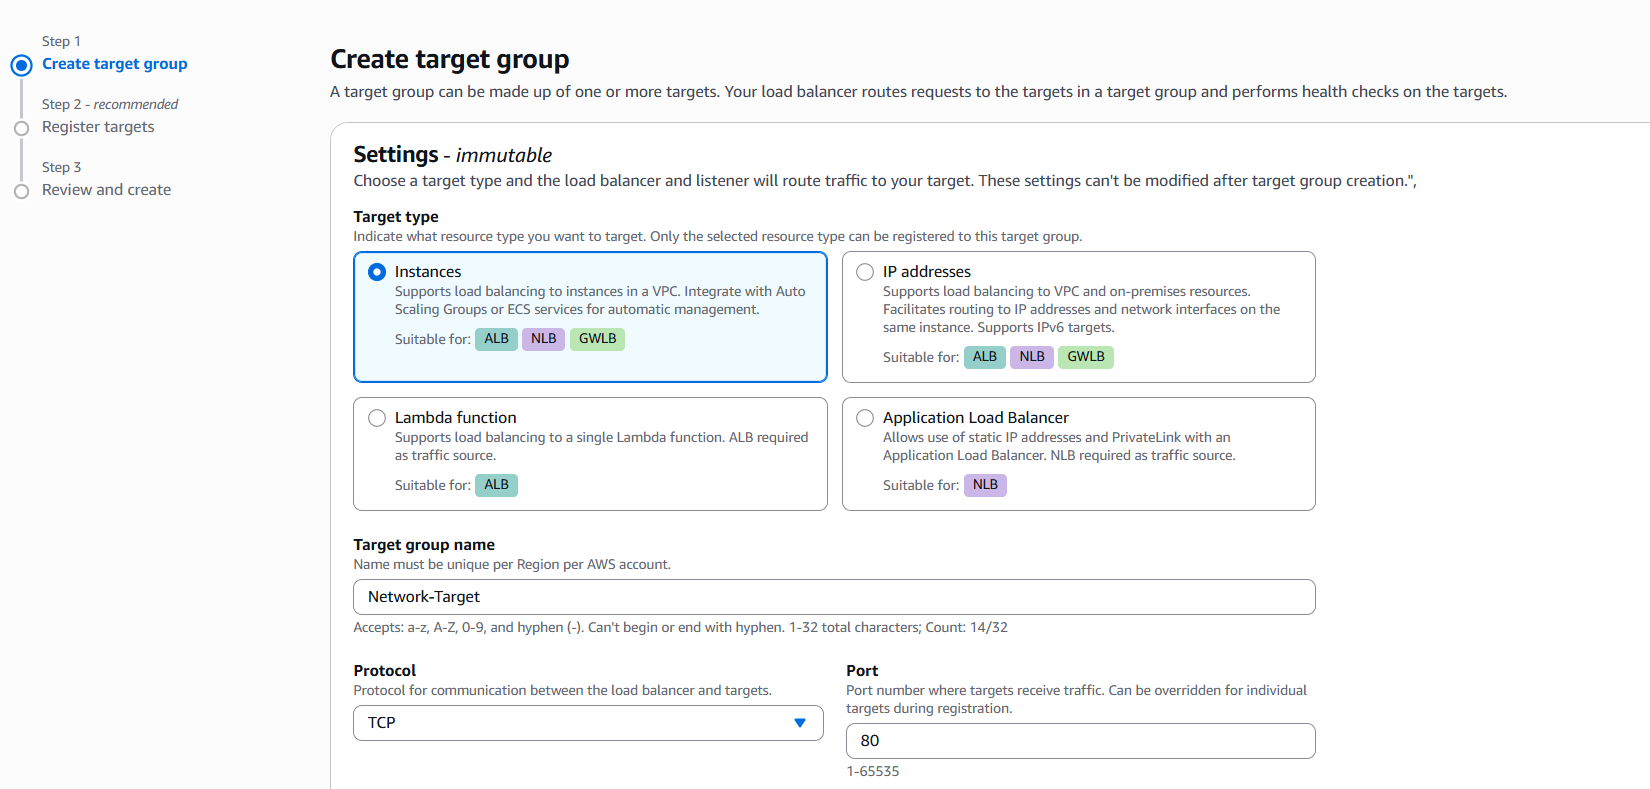 Step 1
Create target group
Step 2 - recommended
Register targets
Step 3
Review and create
Create target group
A target group can be made up of one or more targets. Your load balancer routes requests to the targets in a target group and performs health checks on the targets.
Settings - immutable
Choose a target type and the load balancer and listener will route traffic to your target. These settings can't be modified after target group creation.",
Target type
Indicate what resource type you want to target. Only the selected resource type can be registered to this target group.
Instances
Supports load balancing to instances in a VPC. Integrate with Auto
Scaling Groups or ECS services for automatic management.
Suitable for: ALB NLB GWLB
IP addresses
Supports load balancing to VPC and on-premises resources.
Facilitates routing to IP addresses and network interfaces on the
same instance. Supports IPv6 targets.
Suitable for: ALB NLB GWLB
Lambda function
Supports load balancing to a single Lambda function. ALB required
as traffic source.
Suitable for: ALB
Application Load Balancer
Allows use of static IP addresses and PrivateLink with an
Application Load Balancer. NLB required as traffic source.
Suitable for: NLB
Target group name
Name must be unique per Region per AWS account.
Network-Target
Accepts: a-z, A-Z, 0-9, and hyphen (-). Can't begin or end with hyphen. 1-32 total characters; Count: 14/32
Protocol
Protocol for communication between the load balancer and targets.
TCP
Port
Port number where targets receive traffic. Can be overridden for individual
targets during registration.
80
1-65535